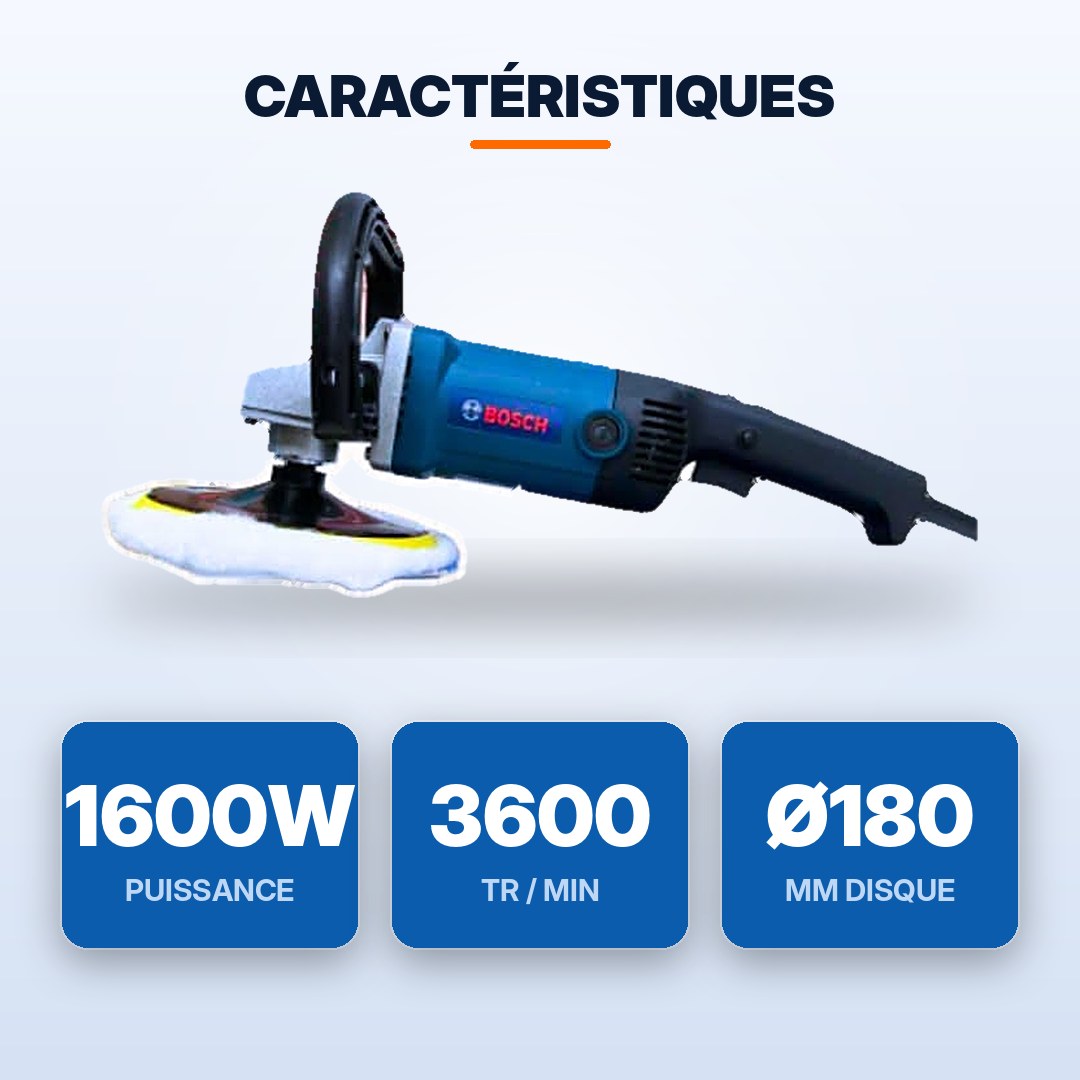 CARACTÉRISTIQUES
BOSCH
1600W
PUISSANCE
3600
TR / MIN
Ø180
MM DISQUE